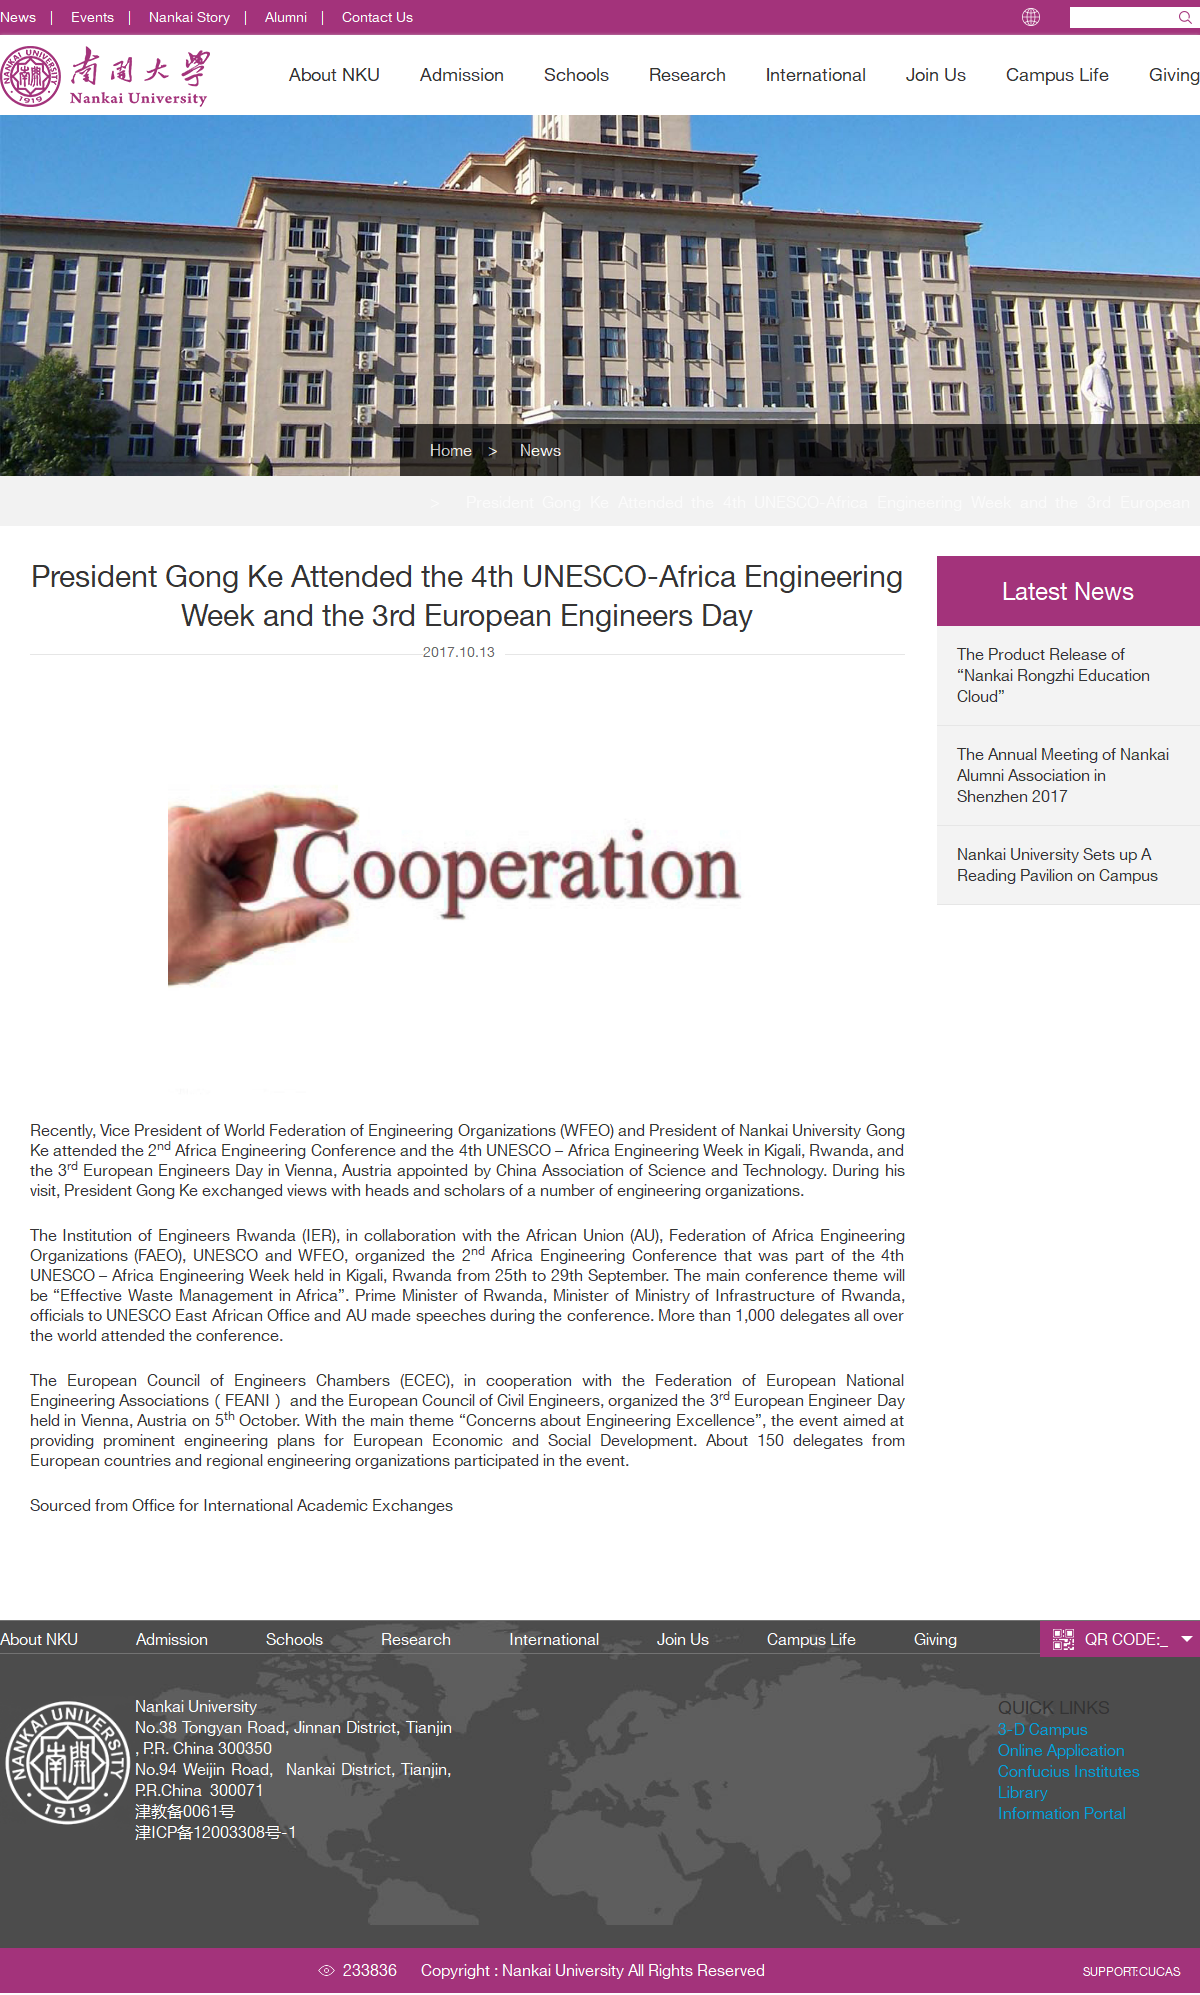 News | Events | Nankai Story | Alumni | Contact Us
NANKAI UNIVERSITY
1919
南開大學
Nankai University
About NKU Admission Schools Research International Join Us Campus Life Giving
Home > News
> President Gong Ke Attended the 4th UNESCO-Africa Engineering Week and the 3rd European
President Gong Ke Attended the 4th UNESCO-Africa Engineering
Week and the 3rd European Engineers Day
2017.10.13
Latest News
The Product Release of
“Nankai Rongzhi Education
Cloud”
The Annual Meeting of Nankai
Alumni Association in
Shenzhen 2017
Nankai University Sets up A
Reading Pavilion on Campus
Cooperation
Recently, Vice President of World Federation of Engineering Organizations (WFEO) and President of Nankai University Gong
Ke attended the 2nd Africa Engineering Conference and the 4th UNESCO – Africa Engineering Week in Kigali, Rwanda, and
the 3rd European Engineers Day in Vienna, Austria appointed by China Association of Science and Technology. During his
visit, President Gong Ke exchanged views with heads and scholars of a number of engineering organizations.
The Institution of Engineers Rwanda (IER), in collaboration with the African Union (AU), Federation of Africa Engineering
Organizations (FAEO), UNESCO and WFEO, organized the 2nd Africa Engineering Conference that was part of the 4th
UNESCO – Africa Engineering Week held in Kigali, Rwanda from 25th to 29th September. The main conference theme will
be “Effective Waste Management in Africa”. Prime Minister of Rwanda, Minister of Ministry of Infrastructure of Rwanda,
officials to UNESCO East African Office and AU made speeches during the conference. More than 1,000 delegates all over
the world attended the conference.
The European Council of Engineers Chambers (ECEC), in cooperation with the Federation of European National
Engineering Associations（FEANI）and the European Council of Civil Engineers, organized the 3rd European Engineer Day
held in Vienna, Austria on 5th October. With the main theme “Concerns about Engineering Excellence”, the event aimed at
providing prominent engineering plans for European Economic and Social Development. About 150 delegates from
European countries and regional engineering organizations participated in the event.
Sourced from Office for International Academic Exchanges
About NKU Admission Schools Research International Join Us Campus Life Giving QR CODE:_
NANKAI UNIVERSITY
南開
1919
Nankai University
No.38 Tongyan Road, Jinnan District, Tianjin
, P.R. China 300350
No.94 Weijin Road, Nankai District, Tianjin,
P.R.China 300071
津教备0061号
津ICP备12003308号-1
QUICK LINKS
3-D Campus
Online Application
Confucius Institutes
Library
Information Portal
233836 Copyright : Nankai University All Rights Reserved
SUPPORT:CUCAS